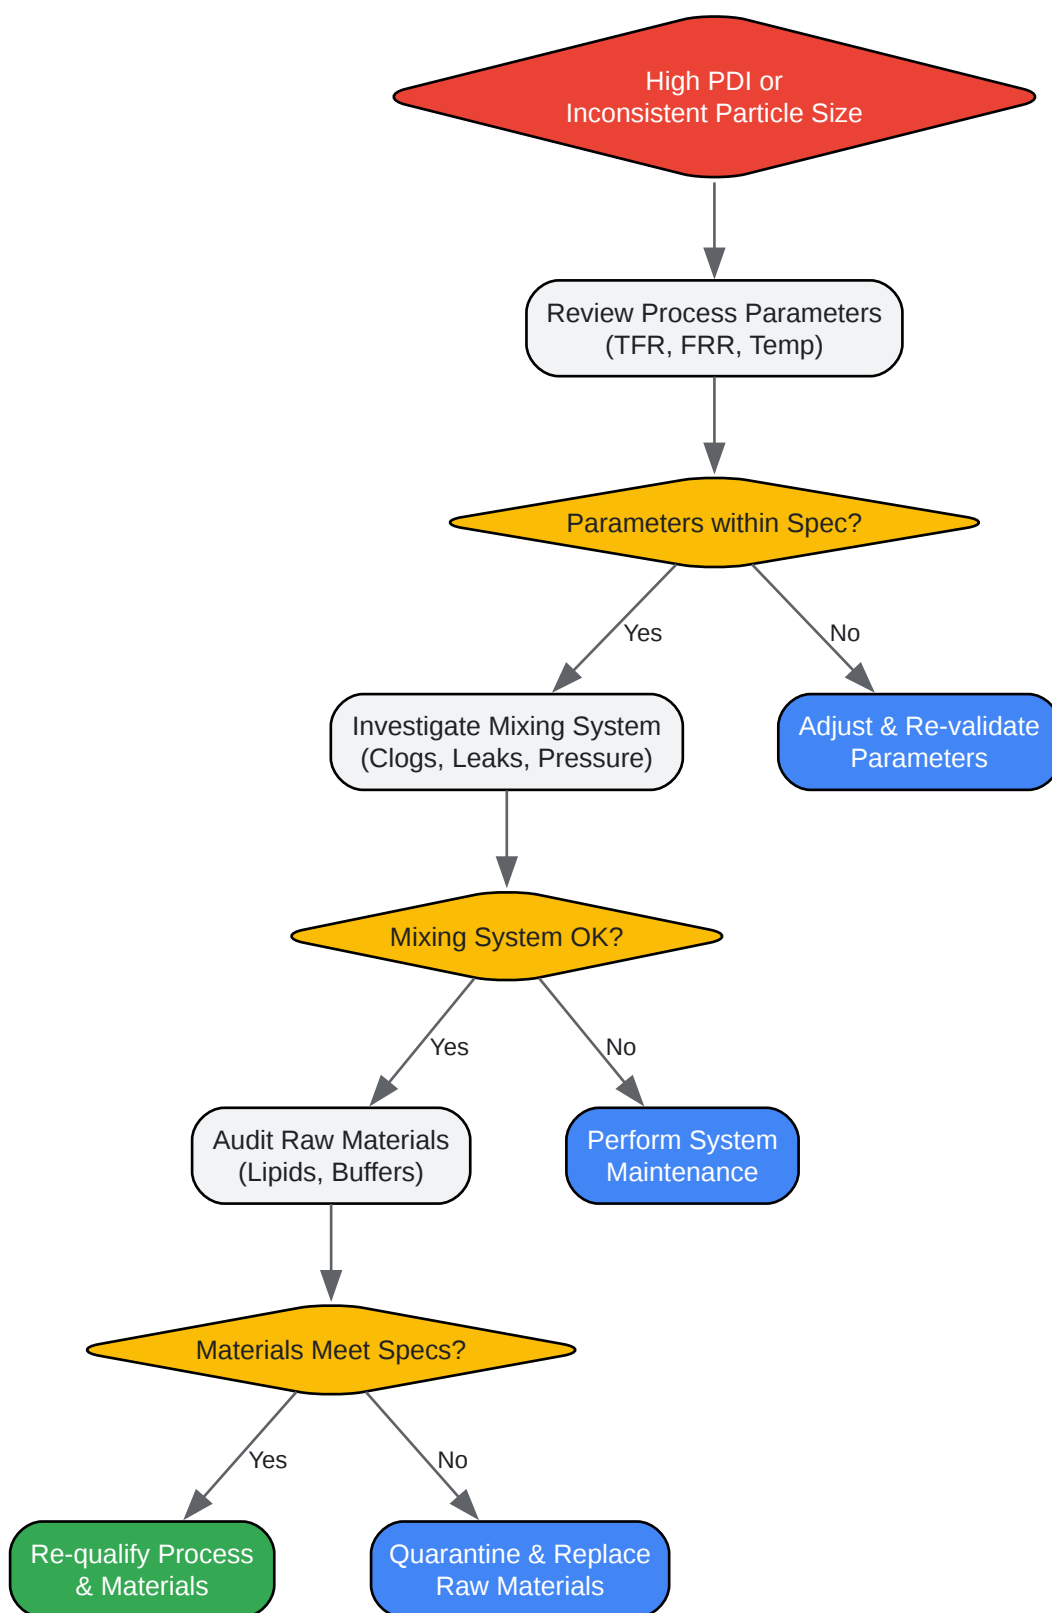 High PDI or
Inconsistent Particle Size
Review Process Parameters
(TFR, FRR, Temp)
Parameters within Spec?
Yes
No
Investigate Mixing System
(Clogs, Leaks, Pressure)
Adjust & Re-validate
Parameters
Mixing System OK?
Yes
No
Audit Raw Materials
(Lipids, Buffers)
Perform System
Maintenance
Materials Meet Specs?
Yes
No
Re-qualify Process
& Materials
Quarantine & Replace
Raw Materials